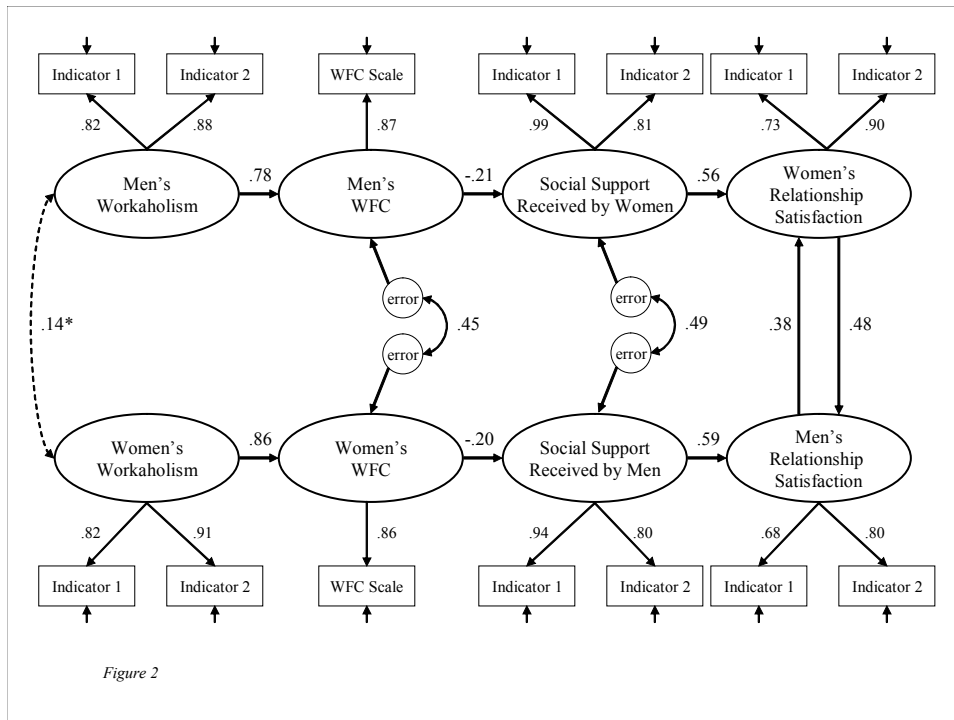 Indicator 1
Indicator 2
WFC Scale
Indicator 1
Indicator 2
Indicator 1
Indicator 2
.82
.88
.87
.99
.81
.73
.90
Men’s
Workaholism
.78
Men’s
WFC
-.21
Social Support
Received by Women
.56
Women’s
Relationship
Satisfaction
error
error
.14*
.45
.49
.38
.48
error
error
Women’s
Workaholism
.86
Women’s
WFC
-.20
Social Support
Received by Men
.59
Men’s
Relationship
Satisfaction
.82
.91
.86
.94
.80
.68
.80
Indicator 1
Indicator 2
WFC Scale
Indicator 1
Indicator 2
Indicator 1
Indicator 2
Figure 2